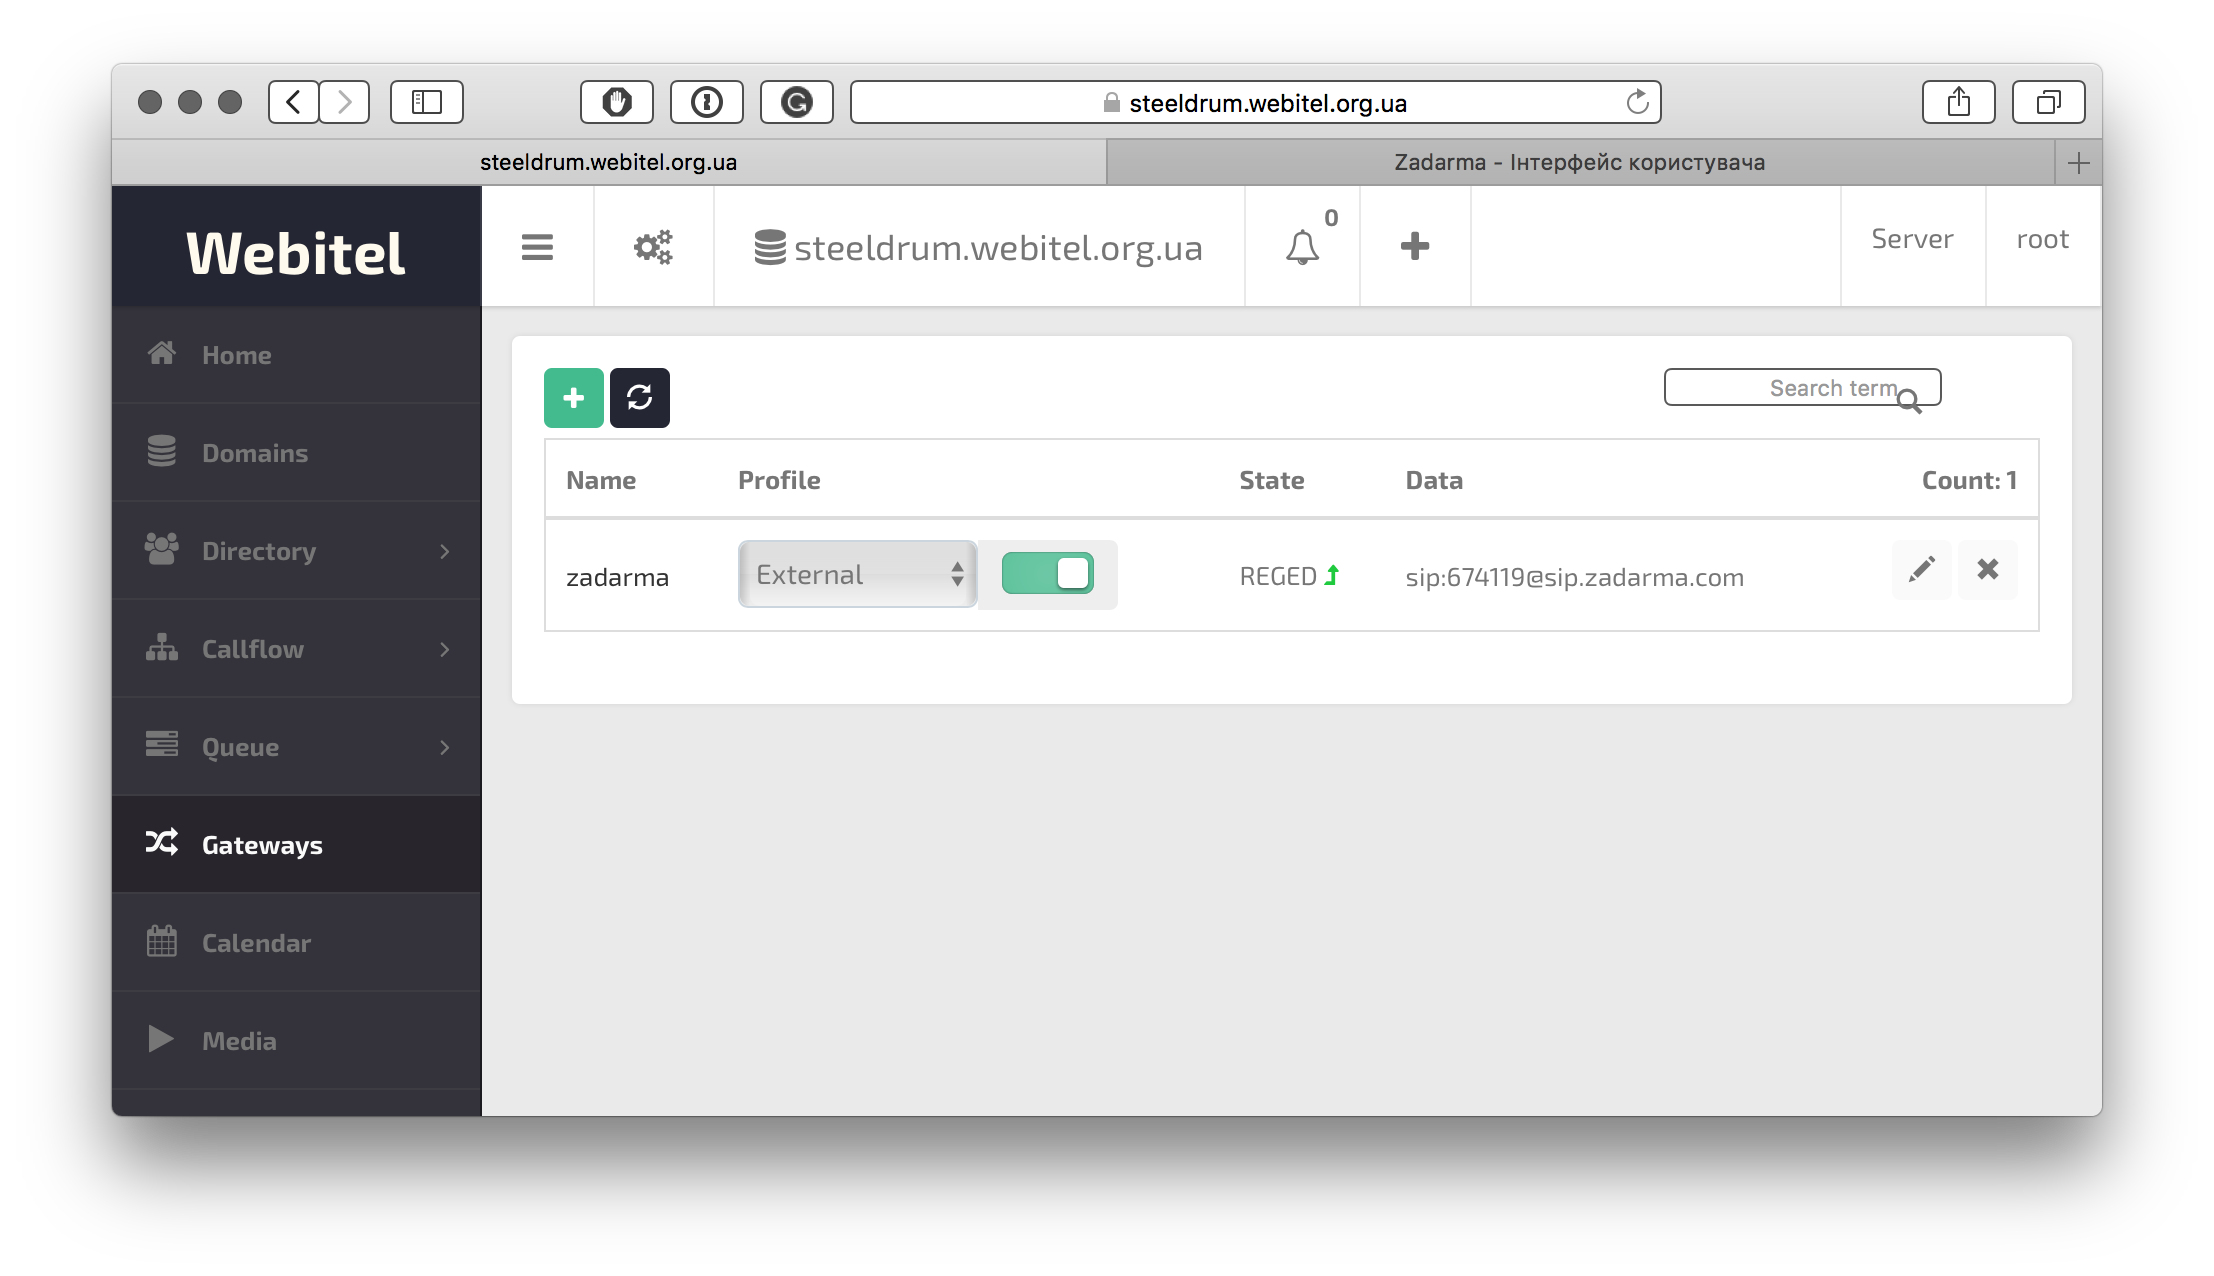 steeldrum.webitel.org.ua
steeldrum.webitel.org.ua
Zadarma - Інтерфейс користувача
Webitel
steeldrum.webitel.org.ua
0
Server
root
Home
Domains
Directory
Callflow
Queue
Gateways
Calendar
Media
Search term
Name
Profile
State
Data
Count: 1
zadarma
External
REGED
sip:674119@sip.zadarma.com